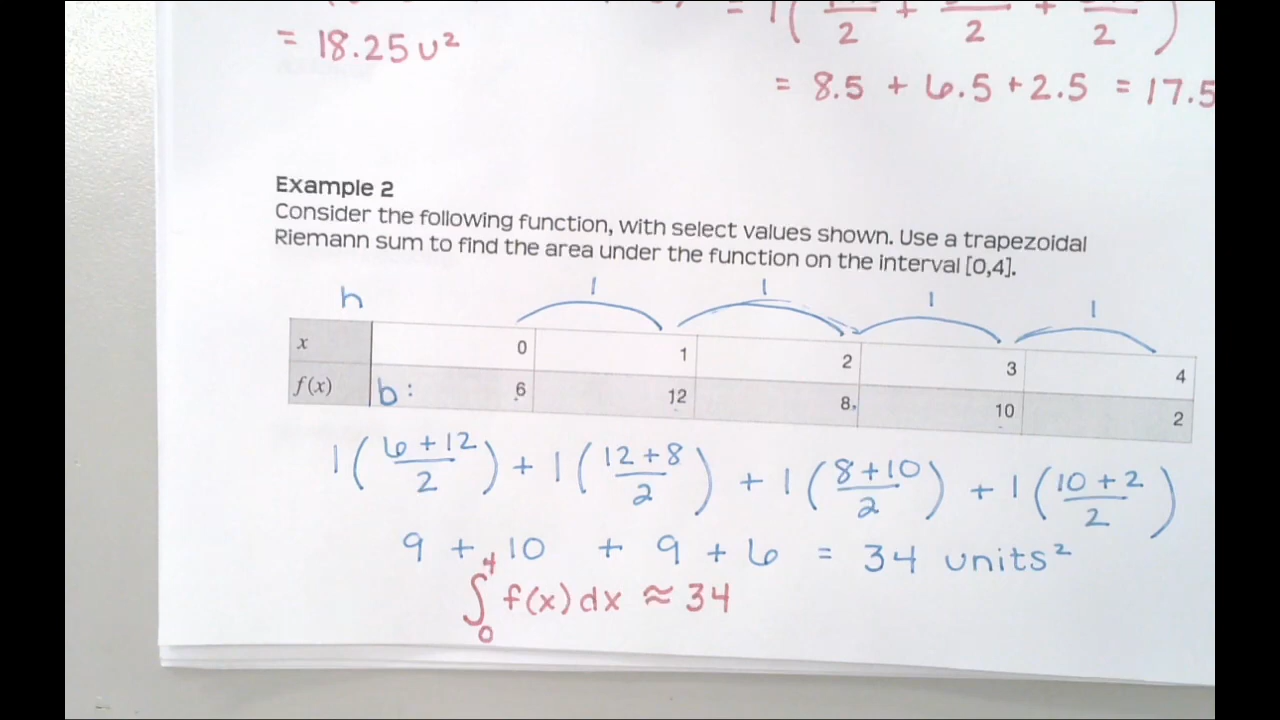 = 1( /2 + /2 + /2 )
= 18.25 u²
= 8.5 + 6.5 + 2.5 = 17.5
Example 2
Consider the following function, with select values shown. Use a trapezoidal
Riemann sum to find the area under the function on the interval [0,4].
h 1 1 1 1
x 0 1 2 3 4
f(x) b: 6 12 8 10 2
1(6+12/2) + 1(12+8/2) + 1(8+10/2) + 1(10+2/2)
9 + 10 + 9 + 6 = 34 units²
∫₀⁴ f(x)dx ≈ 34